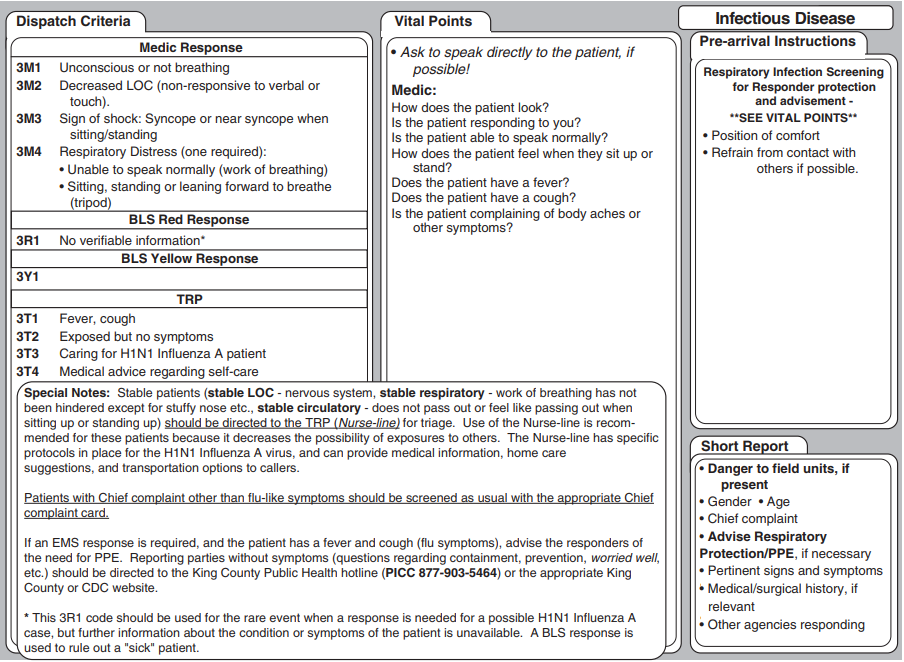 Dispatch Criteria
Medic Response
3M1 Unconscious or not breathing
3M2 Decreased LOC (non-responsive to verbal or
touch).
3M3 Sign of shock: Syncope or near syncope when
sitting/standing
3M4 Respiratory Distress (one required):
• Unable to speak normally (work of breathing)
• Sitting, standing or leaning forward to breathe
(tripod)
BLS Red Response
3R1 No verifiable information*
BLS Yellow Response
3Y1
TRP
3T1 Fever, cough
3T2 Exposed but no symptoms
3T3 Caring for H1N1 Influenza A patient
3T4 Medical advice regarding self-care
Vital Points
• Ask to speak directly to the patient, if
possible!
Medic:
How does the patient look?
Is the patient responding to you?
Is the patient able to speak normally?
How does the patient feel when they sit up or
stand?
Does the patient have a fever?
Does the patient have a cough?
Is the patient complaining of body aches or
other symptoms?
Special Notes: Stable patients (stable LOC - nervous system, stable respiratory - work of breathing has not
been hindered except for stuffy nose etc., stable circulatory - does not pass out or feel like passing out when
sitting up or standing up) should be directed to the TRP (Nurse-line) for triage. Use of the Nurse-line is recom-
mended for these patients because it decreases the possibility of exposures to others. The Nurse-line has specific
protocols in place for the H1N1 Influenza A virus, and can provide medical information, home care
suggestions, and transportation options to callers.
Patients with Chief complaint other than flu-like symptoms should be screened as usual with the appropriate Chief
complaint card.
If an EMS response is required, and the patient has a fever and cough (flu symptoms), advise the responders of
the need for PPE. Reporting parties without symptoms (questions regarding containment, prevention, worried well,
etc.) should be directed to the King County Public Health hotline (PICC 877-903-5464) or the appropriate King
County or CDC website.
* This 3R1 code should be used for the rare event when a response is needed for a possible H1N1 Influenza A
case, but further information about the condition or symptoms of the patient is unavailable. A BLS response is
used to rule out a "sick" patient.
Infectious Disease
Pre-arrival Instructions
Respiratory Infection Screening
for Responder protection
and advisement -
**SEE VITAL POINTS**
• Position of comfort
• Refrain from contact with
others if possible.
Short Report
• Danger to field units, if
present
• Gender • Age
• Chief complaint
• Advise Respiratory
Protection/PPE, if necessary
• Pertinent signs and symptoms
• Medical/surgical history, if
relevant
• Other agencies responding